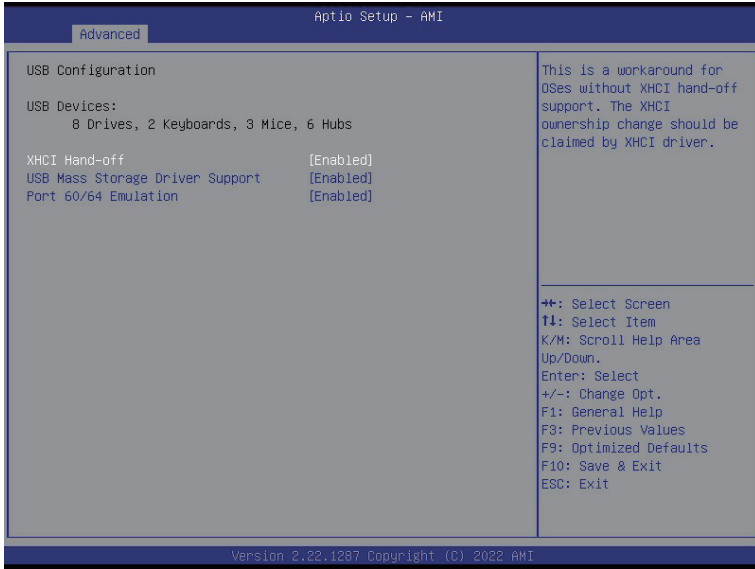 Aptio Setup – AMI
Advanced
USB Configuration
USB Devices:
8 Drives, 2 Keyboards, 3 Mice, 6 Hubs
XHCI Hand-off [Enabled]
USB Mass Storage Driver Support [Enabled]
Port 60/64 Emulation [Enabled]
This is a workaround for
OSes without XHCI hand-off
support. The XHCI
ownership change should be
claimed by XHCI driver.
→←: Select Screen
↑↓: Select Item
K/M: Scroll Help Area
Up/Down.
Enter: Select
+/-: Change Opt.
F1: General Help
F3: Previous Values
F9: Optimized Defaults
F10: Save & Exit
ESC: Exit
Version 2.22.1287 Copyright (C) 2022 AMI